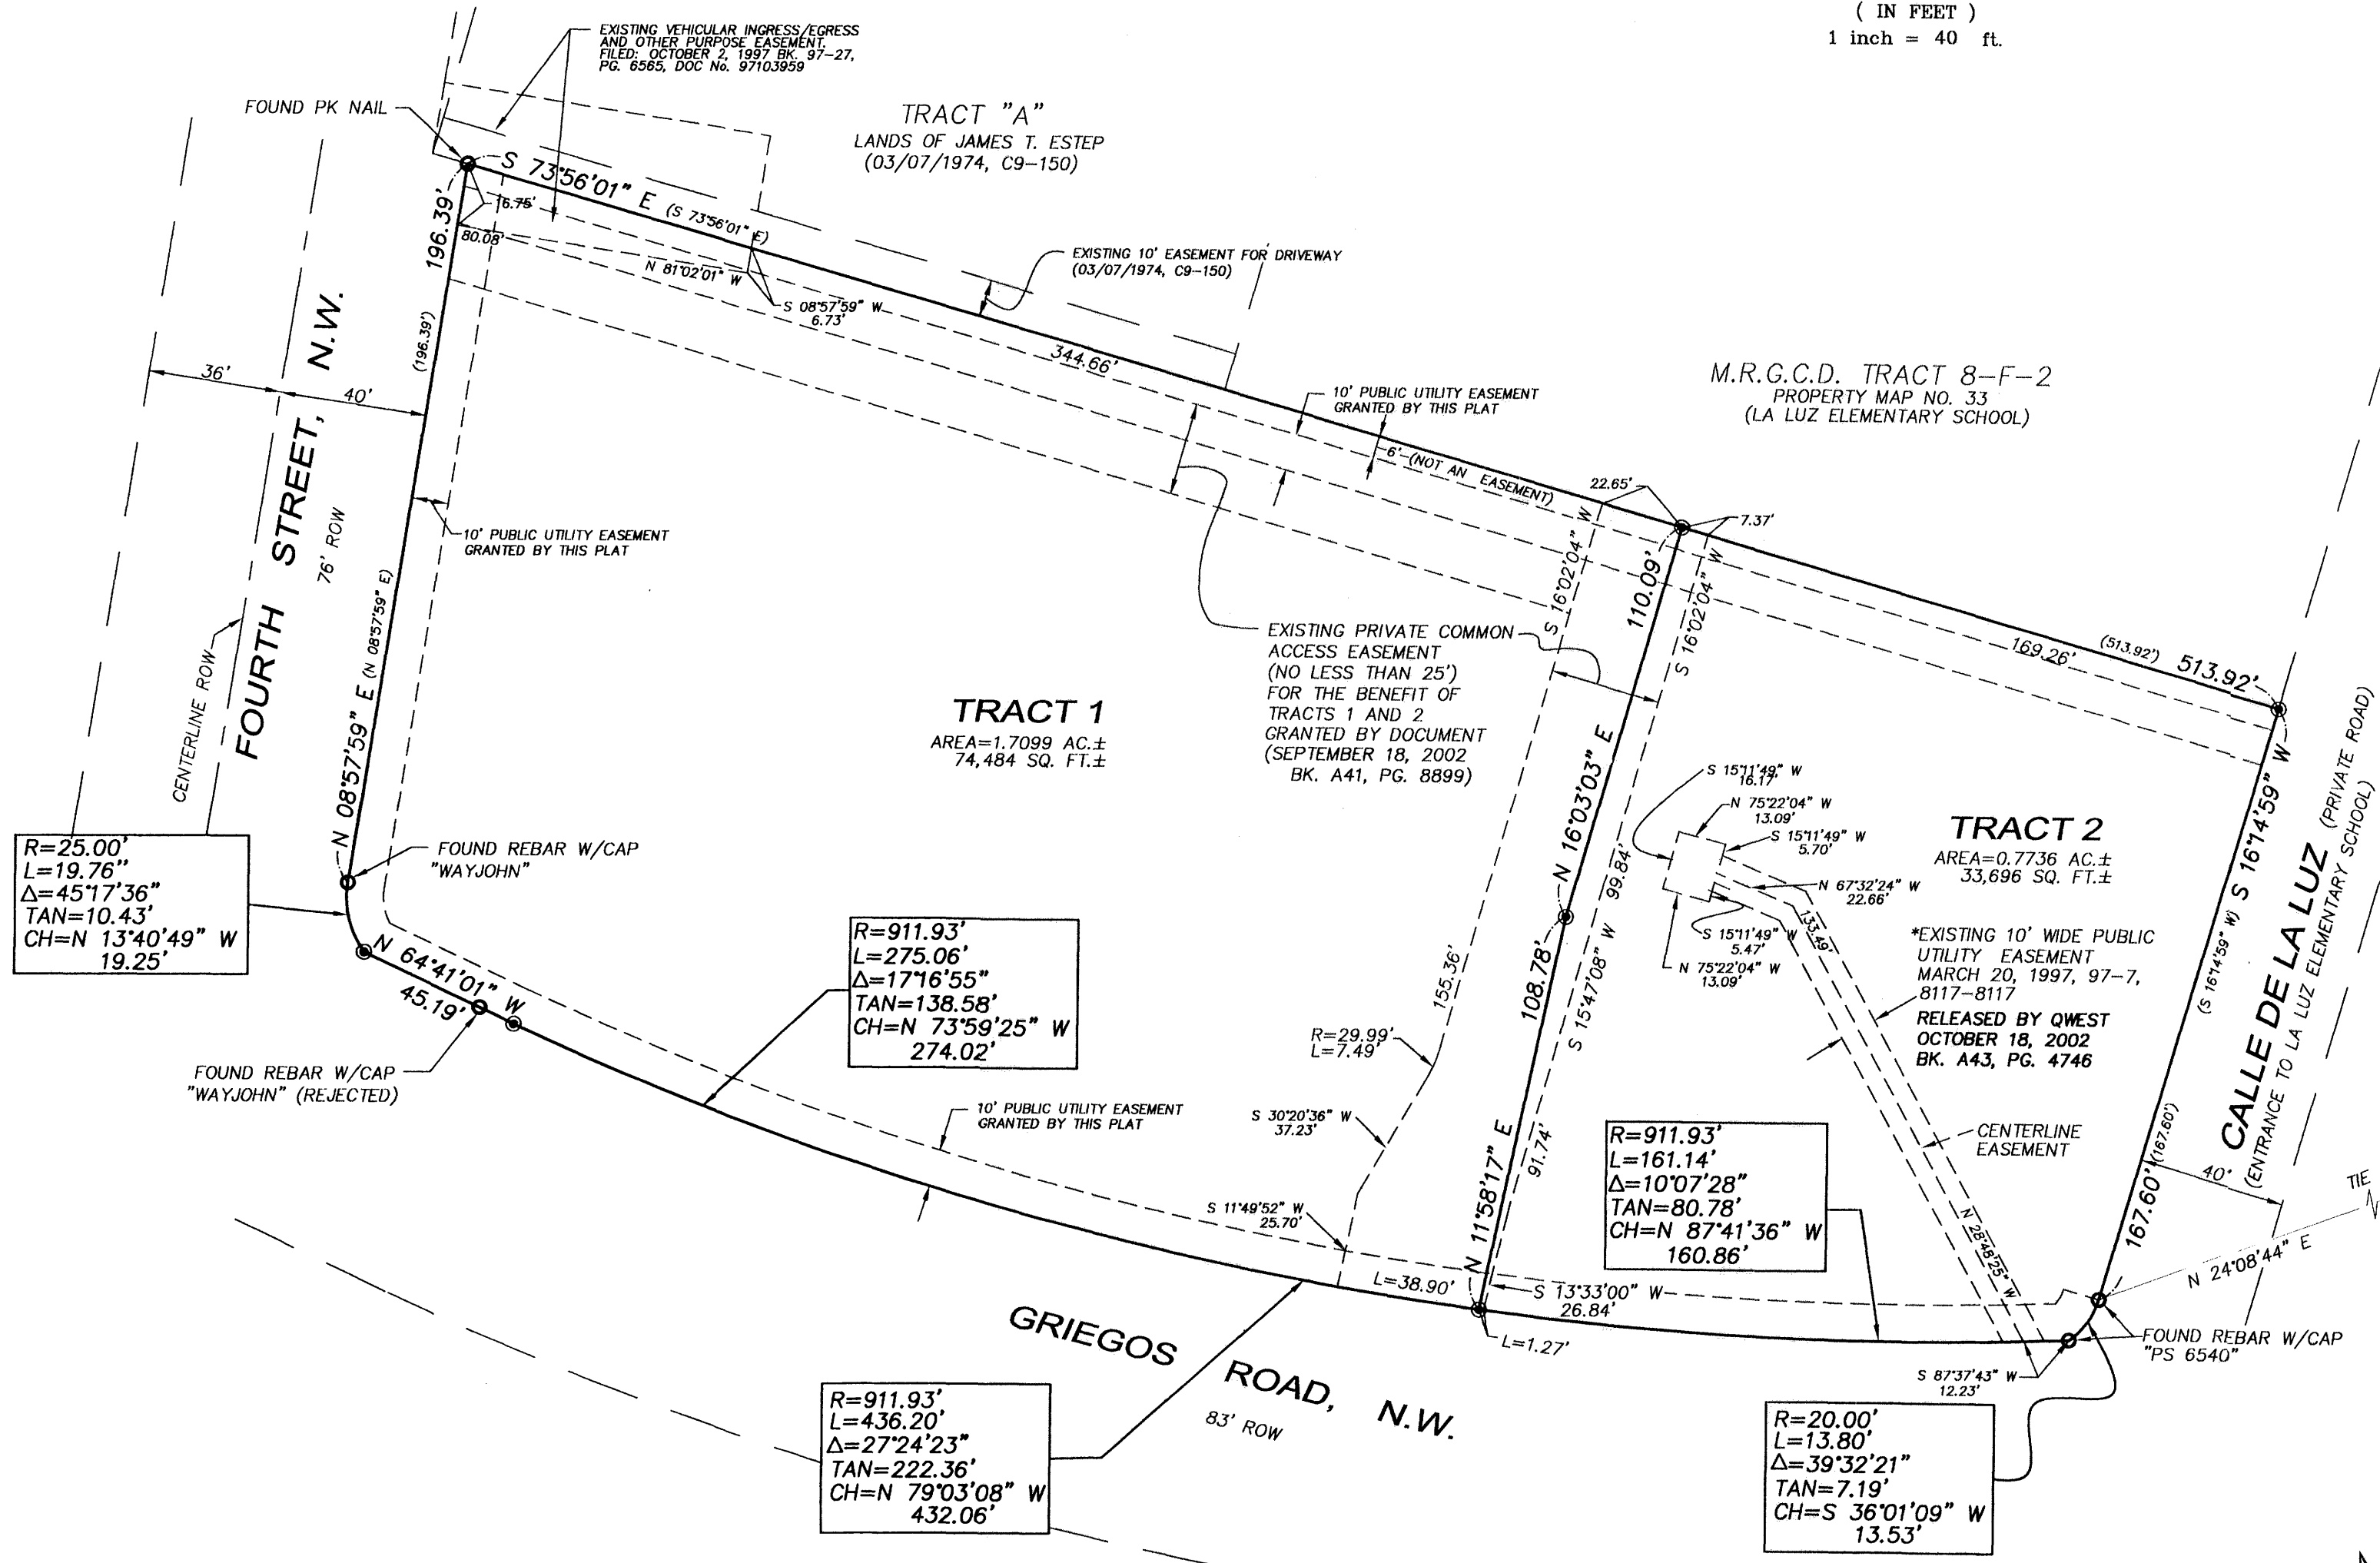 ( IN FEET )
1 inch = 40 ft.
EXISTING VEHICULAR INGRESS/EGRESS
AND OTHER PURPOSE EASEMENT.
FILED: OCTOBER 2, 1997 BK. 97-27,
PG. 6565, DOC No. 97103959
FOUND PK NAIL
TRACT "A"
LANDS OF JAMES T. ESTEP
(03/07/1974, C9-150)
S 73°56'01" E
(S 73°56'01" E)
16.75'
80.08'
N 81°02'01" W
S 08°57'59" W
6.73'
EXISTING 10' EASEMENT FOR DRIVEWAY
(03/07/1974, C9-150)
344.66'
196.39'
(196.39')
36'
40'
FOURTH STREET, N.W.
76' ROW
CENTERLINE ROW
N 08°57'59" E
(N 08°57'59" E)
10' PUBLIC UTILITY EASEMENT
GRANTED BY THIS PLAT
M.R.G.C.D. TRACT 8-F-2
PROPERTY MAP NO. 33
(LA LUZ ELEMENTARY SCHOOL)
10' PUBLIC UTILITY EASEMENT
GRANTED BY THIS PLAT
6' (NOT AN EASEMENT)
22.65'
7.37'
S 16°02'04" W
110.09'
S 16°02'04" W
169.26'
(513.92')
513.92'
EXISTING PRIVATE COMMON
ACCESS EASEMENT
(NO LESS THAN 25')
FOR THE BENEFIT OF
TRACTS 1 AND 2
GRANTED BY DOCUMENT
(SEPTEMBER 18, 2002
BK. A41, PG. 8899)
TRACT 1
AREA=1.7099 AC.±
74,484 SQ. FT.±
N 16°03'03" E
99.84'
S 15°47'08" W
108.78'
155.36'
S 15°11'49" W
16.17'
N 75°22'04" W
13.09'
S 15°11'49" W
5.70'
N 67°32'24" W
22.66'
S 15°11'49" W
5.47'
N 75°22'04" W
13.09'
133.49'
TRACT 2
AREA=0.7736 AC.±
33,696 SQ. FT.±
*EXISTING 10' WIDE PUBLIC
UTILITY EASEMENT
MARCH 20, 1997, 97-7,
8117-8117
RELEASED BY QWEST
OCTOBER 18, 2002
BK. A43, PG. 4746
S 16°14'59" W
(S 16°14'59" W)
CALLE DE LA LUZ (PRIVATE ROAD)
(ENTRANCE TO LA LUZ ELEMENTARY SCHOOL)
R=25.00'
L=19.76"
Δ=45°17'36"
TAN=10.43'
CH=N 13°40'49" W
19.25'
FOUND REBAR W/CAP
"WAYJOHN"
N 64°41'01" W
45.19'
FOUND REBAR W/CAP
"WAYJOHN" (REJECTED)
R=911.93'
L=275.06'
Δ=17°16'55"
TAN=138.58'
CH=N 73°59'25" W
274.02'
10' PUBLIC UTILITY EASEMENT
GRANTED BY THIS PLAT
R=29.99'
L=7.49'
S 30°20'36" W
37.23'
S 11°49'52" W
25.70'
N 11°58'17" E
91.74'
L=38.90'
S 13°33'00" W
26.84'
L=1.27'
R=911.93'
L=161.14'
Δ=10°07'28"
TAN=80.78'
CH=N 87°41'36" W
160.86'
CENTERLINE
EASEMENT
N 28°48'25" W
167.60'
(167.60')
40'
TIE
N 24°08'44" E
FOUND REBAR W/CAP
"PS 6540"
S 87°37'43" W
12.23'
GRIEGOS ROAD, N.W.
83' ROW
R=911.93'
L=436.20'
Δ=27°24'23"
TAN=222.36'
CH=N 79°03'08" W
432.06'
R=20.00'
L=13.80'
Δ=39°32'21"
TAN=7.19'
CH=S 36°01'09" W
13.53'